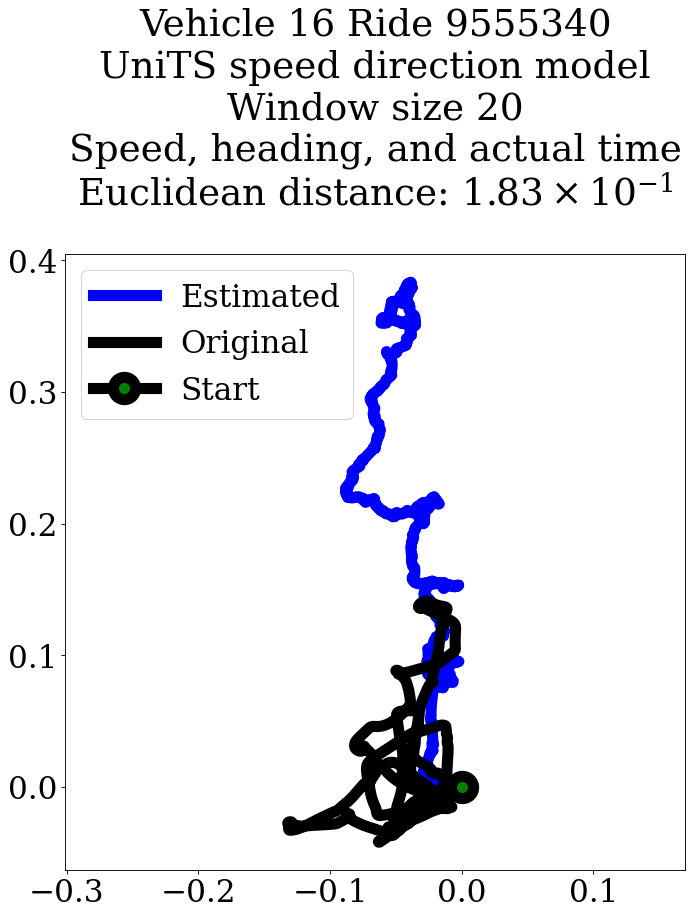 Vehicle 16 Ride 9555340
UniTS speed direction model
Window size 20
Speed, heading, and actual time
Euclidean distance: 1.83 × 10⁻¹
0.4
Estimated
Original
Start
0.3
0.2
0.1
0.0
−0.3 −0.2 −0.1 0.0 0.1